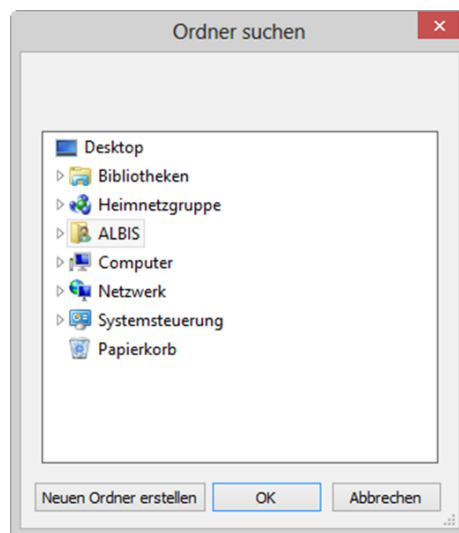 Ordner suchen
Desktop
Bibliotheken
Heimnetzgruppe
ALBIS
Computer
Netzwerk
Systemsteuerung
Papierkorb
Neuen Ordner erstellen OK Abbrechen